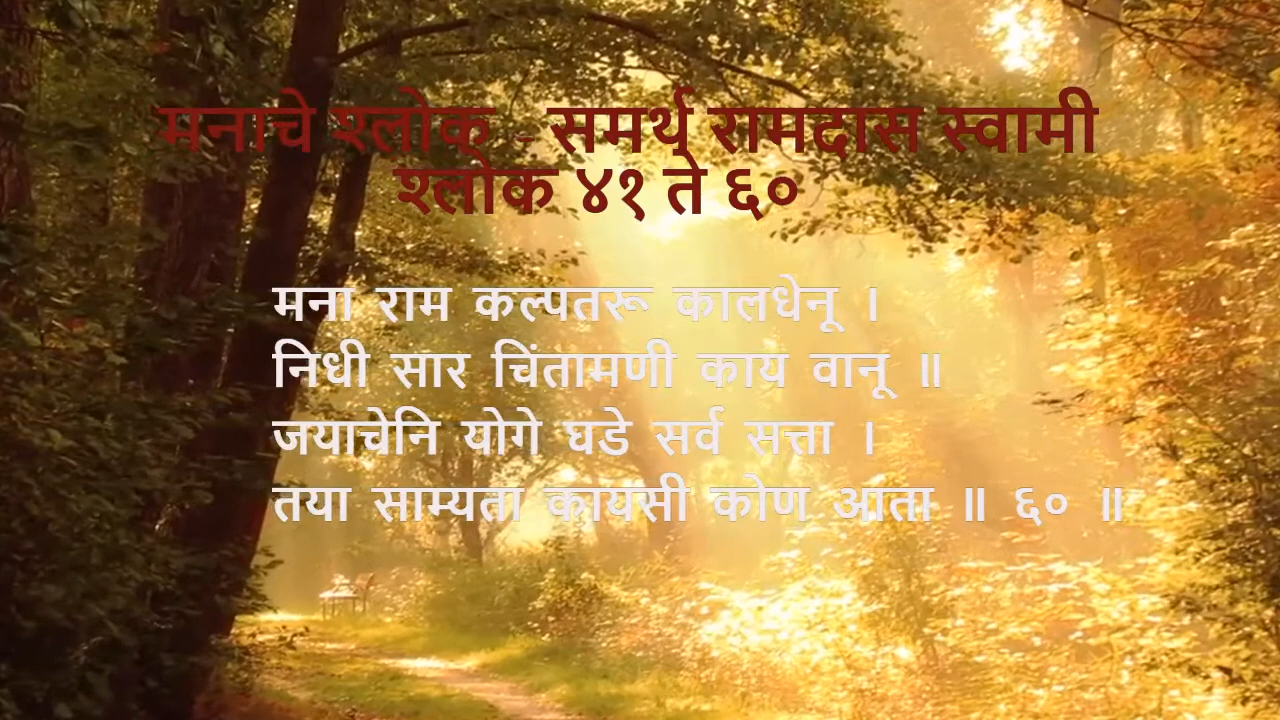 मनाचे श्लोक - समर्थ रामदास स्वामी
श्लोक ४१ ते ६०
मना राम कल्पतरू कालधेनू ।
निधी सार चिंतामणी काय वानू ॥
जयाचेनि योगे घडे सर्व सत्ता ।
तया साम्यता कायसी कोण आता ॥ ६० ॥